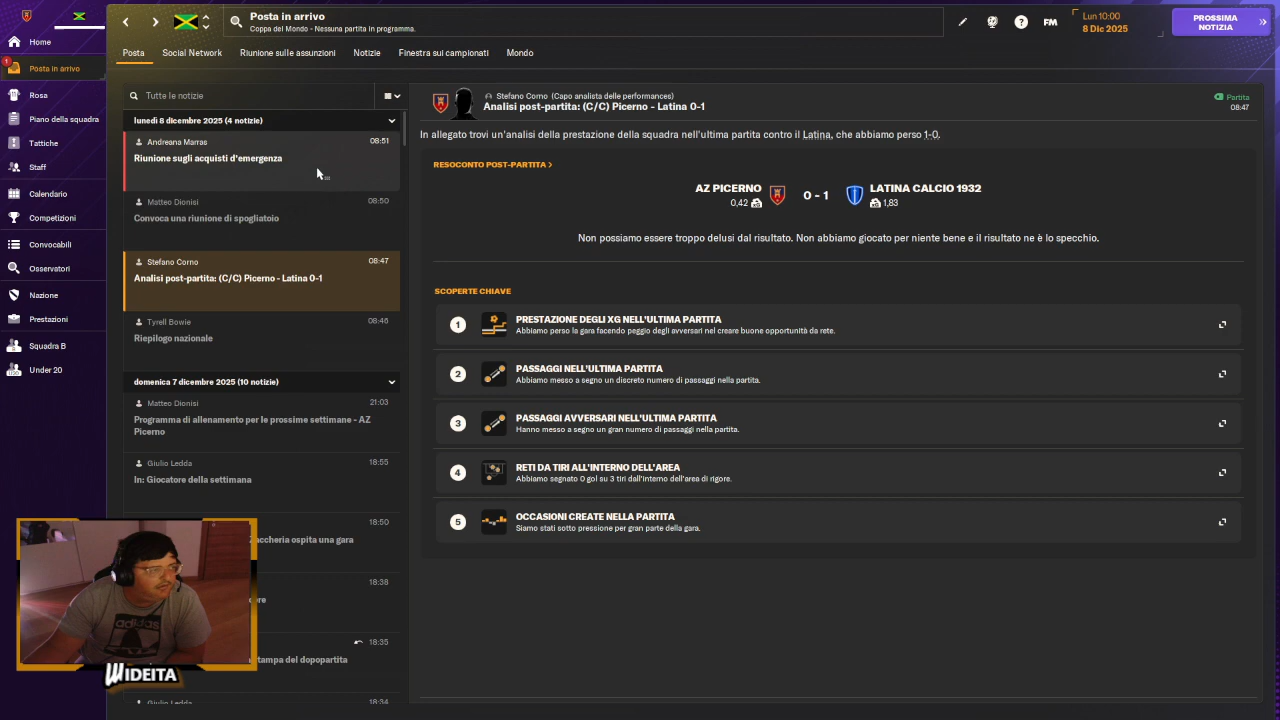 Posta in arrivo
Coppa del Mondo - Nessuna partita in programma.
FM
Lun 10:00
8 Dic 2025
PROSSIMA
NOTIZIA
Home
1
Posta in arrivo
Rosa
Piano della squadra
Tattiche
Staff
Calendario
Competizioni
Convocabili
Osservatori
Nazione
Prestazioni
Squadra B
Under 20
Posta
Social Network
Riunione sulle assunzioni
Notizie
Finestra sui campionati
Mondo
Tutte le notizie
lunedì 8 dicembre 2025 (4 notizie)
Andreana Marras
08:51
Riunione sugli acquisti d'emergenza
Matteo Dionisi
08:50
Convoca una riunione di spogliatoio
Stefano Corno
08:47
Analisi post-partita: (C/C) Picerno - Latina 0-1
Tyrell Bowie
08:46
Riepilogo nazionale
domenica 7 dicembre 2025 (10 notizie)
Matteo Dionisi
21:03
Programma di allenamento per le prossime settimane - AZ
Picerno
Giulio Ledda
18:55
In: Giocatore della settimana
18:50
Zaccheria ospita una gara
18:38
18:35
stampa del dopopartita
Giulio Ledda
18:34
Stefano Corno (Capo analista delle performances)
Analisi post-partita: (C/C) Picerno - Latina 0-1
Partita
08:47
In allegato trovi un'analisi della prestazione della squadra nell'ultima partita contro il Latina, che abbiamo perso 1-0.
RESOCONTO POST-PARTITA >
AZ PICERNO
0,42
0 - 1
LATINA CALCIO 1932
1,83
Non possiamo essere troppo delusi dal risultato. Non abbiamo giocato per niente bene e il risultato ne è lo specchio.
SCOPERTE CHIAVE
1
PRESTAZIONE DEGLI XG NELL'ULTIMA PARTITA
Abbiamo perso la gara facendo peggio degli avversari nel creare buone opportunità da rete.
2
PASSAGGI NELL'ULTIMA PARTITA
Abbiamo messo a segno un discreto numero di passaggi nella partita.
3
PASSAGGI AVVERSARI NELL'ULTIMA PARTITA
Hanno messo a segno un gran numero di passaggi nella partita.
4
RETI DA TIRI ALL'INTERNO DELL'AREA
Abbiamo segnato 0 gol su 3 tiri dall'interno dell'area di rigore.
5
OCCASIONI CREATE NELLA PARTITA
Siamo stati sotto pressione per gran parte della gara.
adidas
WIDEITA